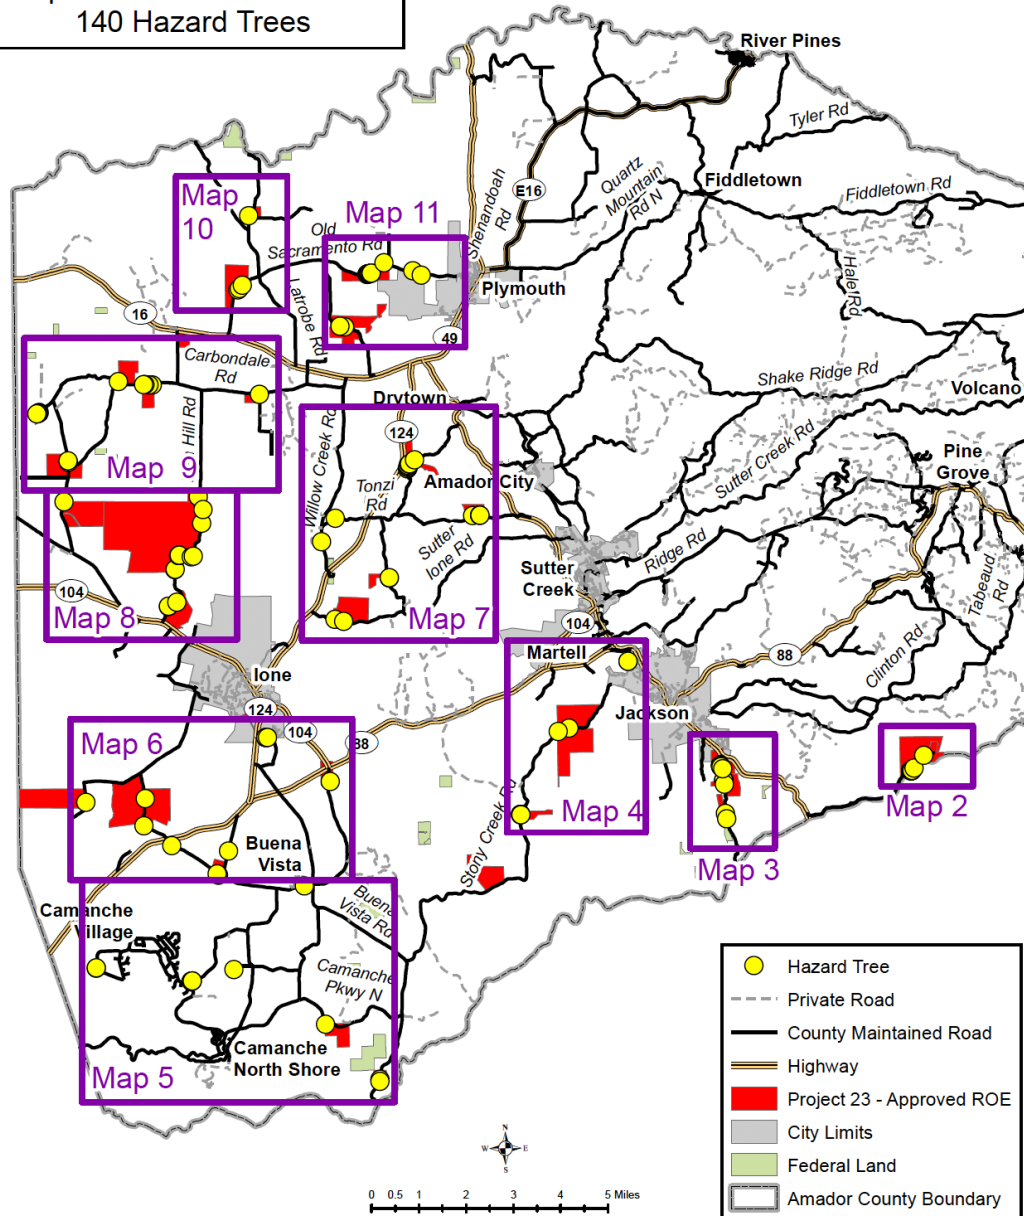 140 Hazard Trees
River Pines
Tyler Rd
Fiddletown
Fiddletown Rd
Quartz
Mountain
Rd N
E16
Shenandoah
Rd
Hale Rd
Map
10
Map 11
Old
Sacramento Rd
Plymouth
Latrobe Rd
16
49
Carbondale
Rd
Shake Ridge Rd
Volcano
Drytown
Hill Rd
Map 9
Willow Creek Rd
124
Tonzi
Rd
Amador City
Sutter Creek Rd
Pine
Grove
Sutter
Ione Rd
Ridge Rd
Sutter
Creek
Tabeaud
Rd
104
Map 8
Map 7
104
Martell
88
Clinton Rd
Ione
124
104
88
Jackson
Map 6
Map 4
Map 2
Map 3
Stony Creek Rd
Buena
Vista
Buena
Vista Rd
Camanche
Village
Camanche
Pkwy N
Camanche
North Shore
Map 5
Hazard Tree
Private Road
County Maintained Road
Highway
Project 23 - Approved ROE
City Limits
Federal Land
Amador County Boundary
N
W E
S
0 0.5 1 2 3 4 5 Miles